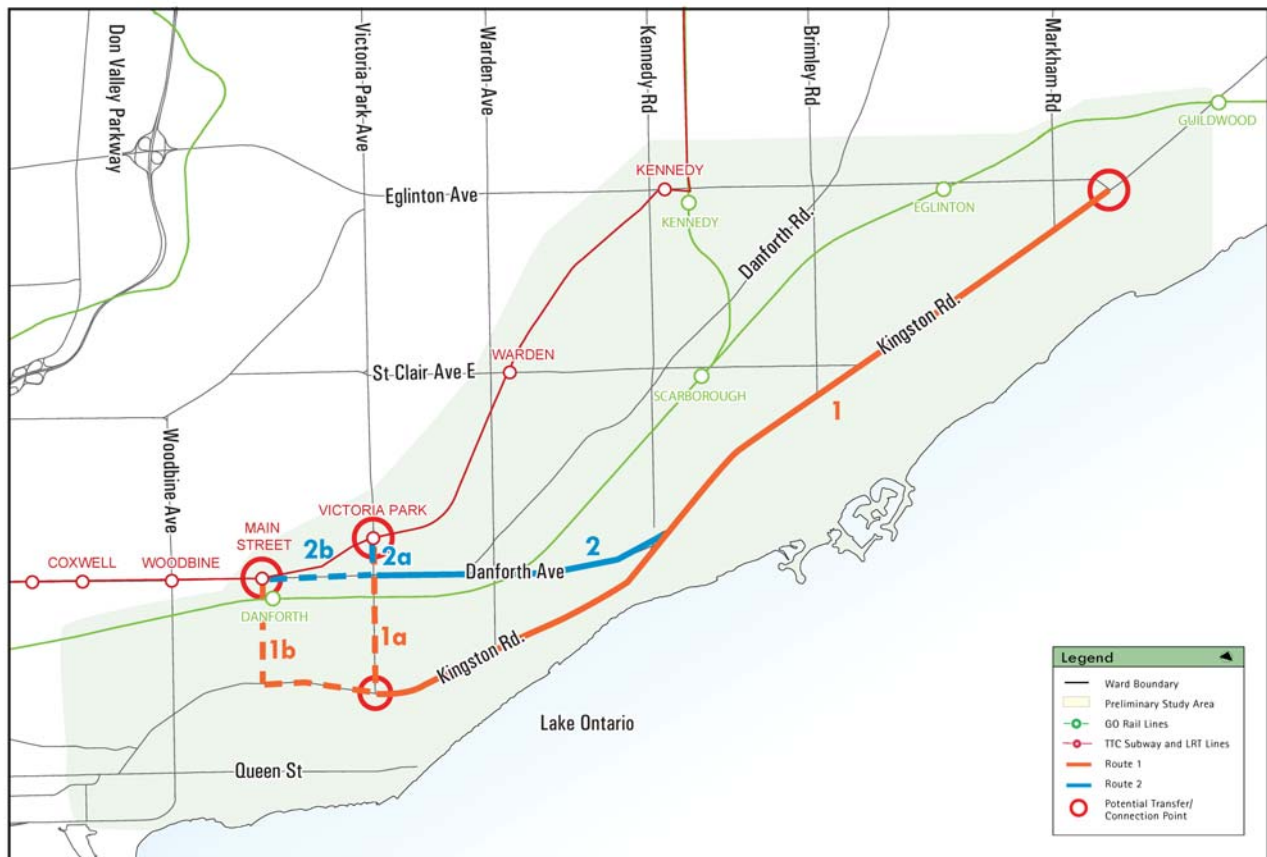 Don Valley Parkway
Victoria Park Ave
Warden Ave
Kennedy Rd
Brimley Rd
Markham Rd
GUILDWOOD
KENNEDY
Eglinton Ave
KENNEDY
EGLINTON
Danforth Rd.
Kingston Rd.
WARDEN
St Clair Ave E
SCARBOROUGH
1
Woodbine Ave
VICTORIA PARK
MAIN
STREET
2b
2a
2
COXWELL
WOODBINE
Danforth Ave
DANFORTH
1b
1a
Kingston Rd.
Lake Ontario
Queen St
Legend
Ward Boundary
Preliminary Study Area
GO Rail Lines
TTC Subway and LRT Lines
Route 1
Route 2
Potential Transfer/
Connection Point